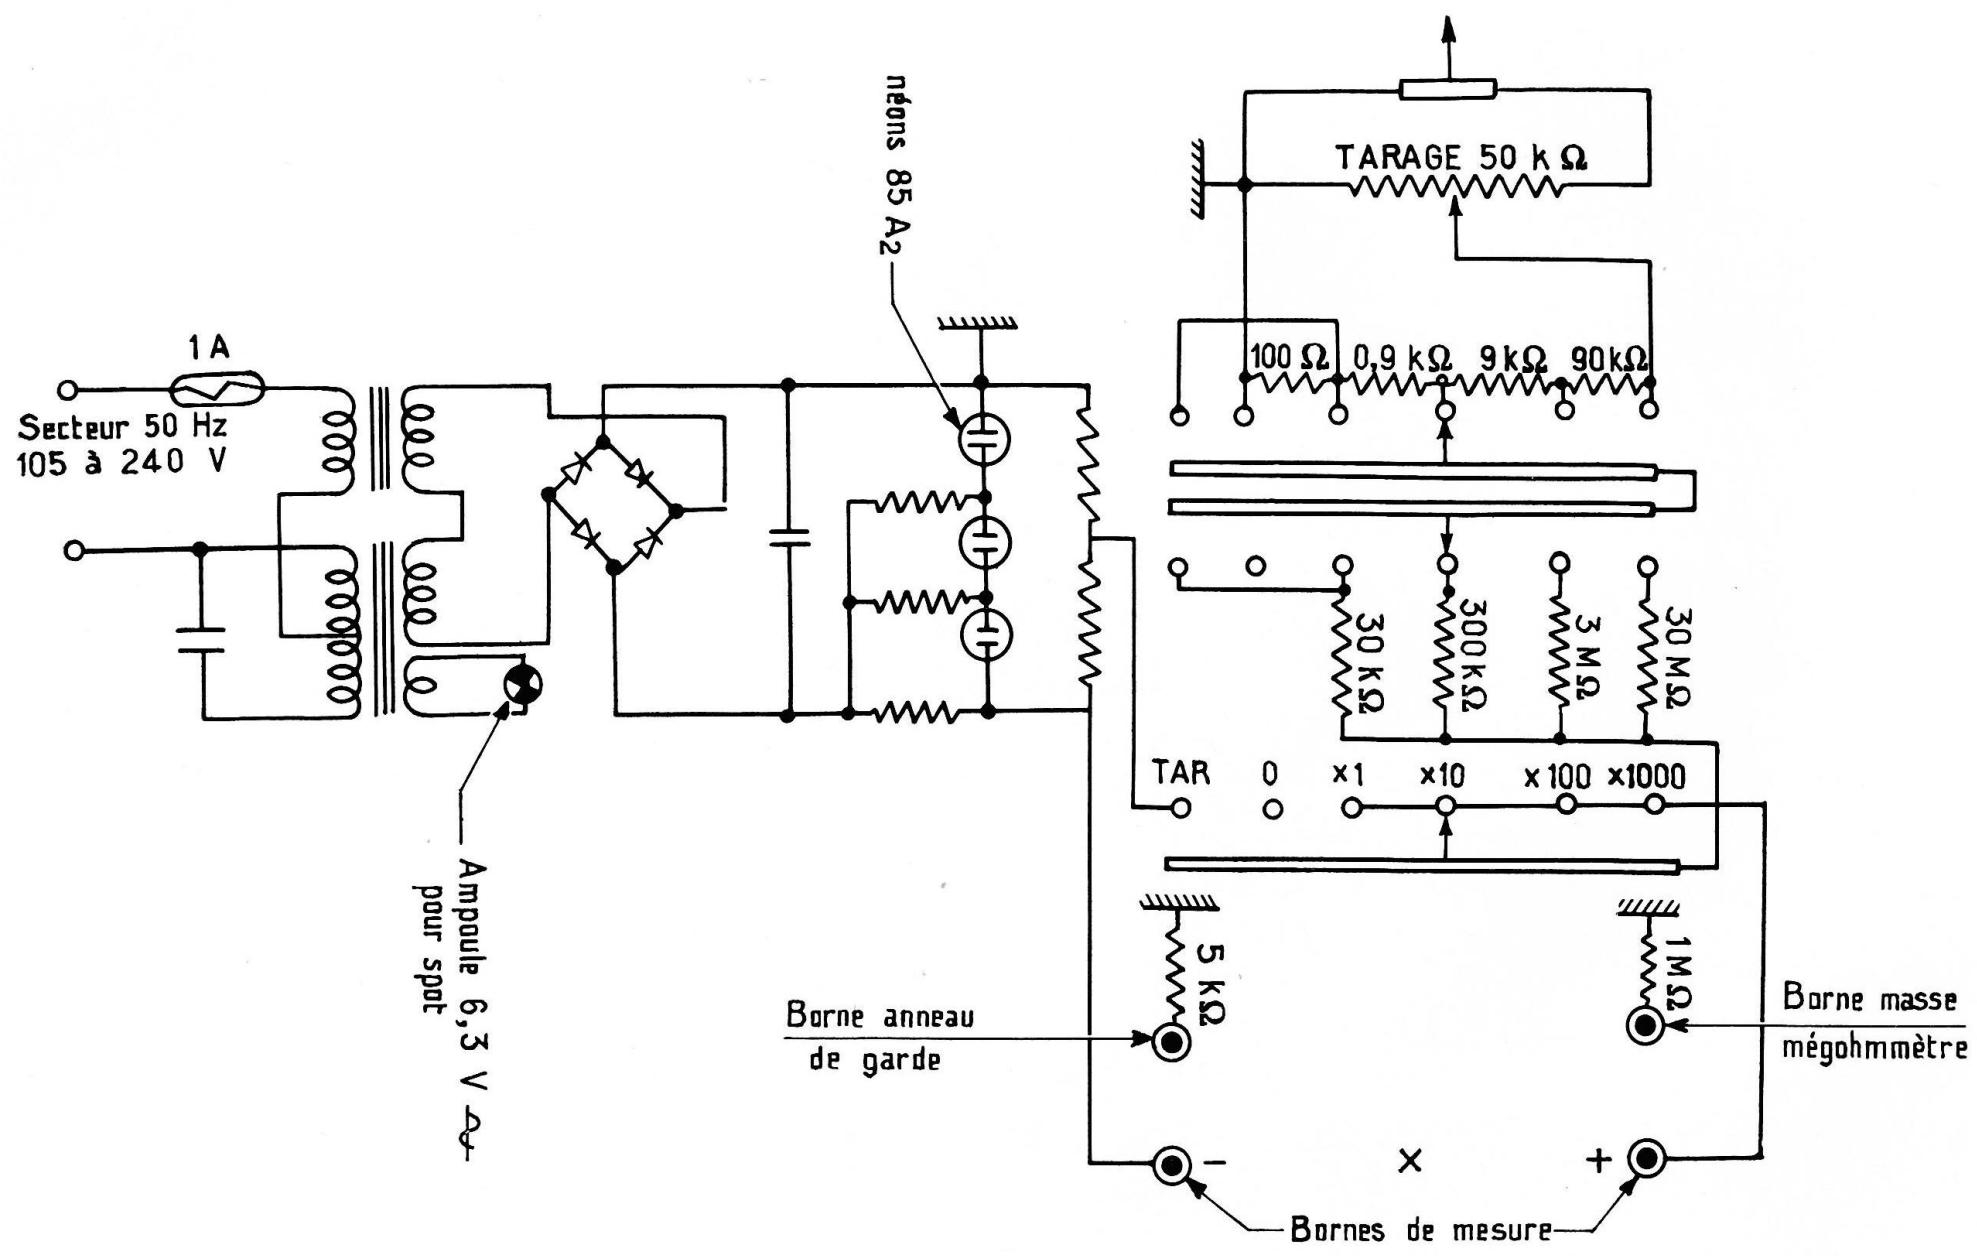 néons 85 A2
TARAGE 50 k Ω
1 A
100 Ω 0,9 kΩ 9 kΩ 90 kΩ
Secteur 50 Hz
105 à 240 V
30 kΩ
300 kΩ
3 MΩ
30 MΩ
TAR 0 x1 x10 x100 x1000
Ampoule 6,3 V
pour spot
5 kΩ
1 MΩ
Borne anneau
de garde
Borne masse
mégohmmètre
− × +
Bornes de mesure